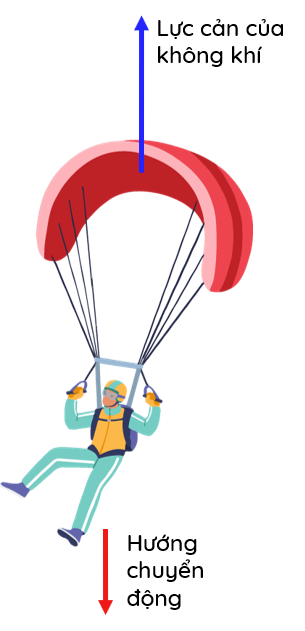 Lực cản của
không khí
Hướng
chuyển
động